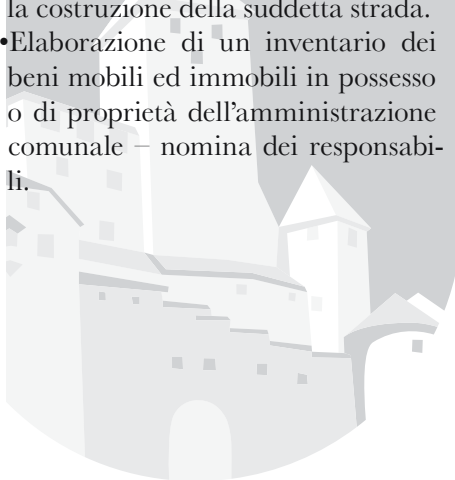 la costruzione della suddetta strada.
•Elaborazione di un inventario dei
beni mobili ed immobili in possesso
o di proprietà dell’amministrazione
comunale – nomina dei responsabi-
li.